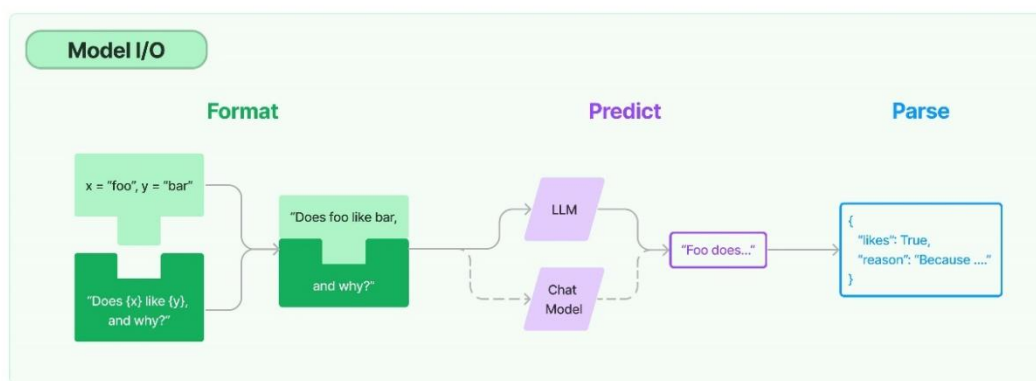 Model I/O
Format
Predict
Parse
x = "foo", y = "bar"
"Does {x} like {y},
and why?"
"Does foo like bar,
and why?"
LLM
Chat
Model
"Foo does..."
{
"likes": True,
"reason": "Because ...."
}